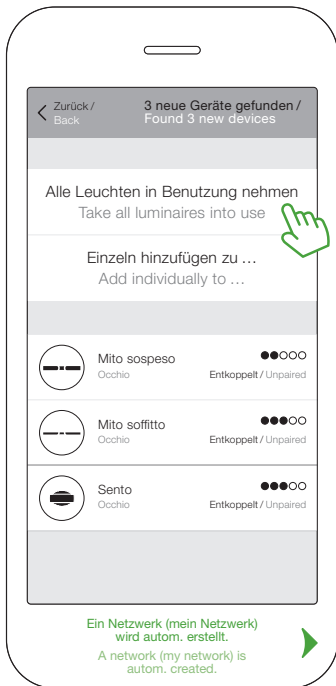 Zurück /
Back
3 neue Geräte gefunden /
Found 3 new devices
Alle Leuchten in Benutzung nehmen
Take all luminaires into use
Einzeln hinzufügen zu …
Add individually to …
Mito sospeso
Occhio
Entkoppelt / Unpaired
Mito soffitto
Occhio
Entkoppelt / Unpaired
Sento
Occhio
Entkoppelt / Unpaired
Ein Netzwerk (mein Netzwerk)
wird autom. erstellt.
A network (my network) is
autom. created.